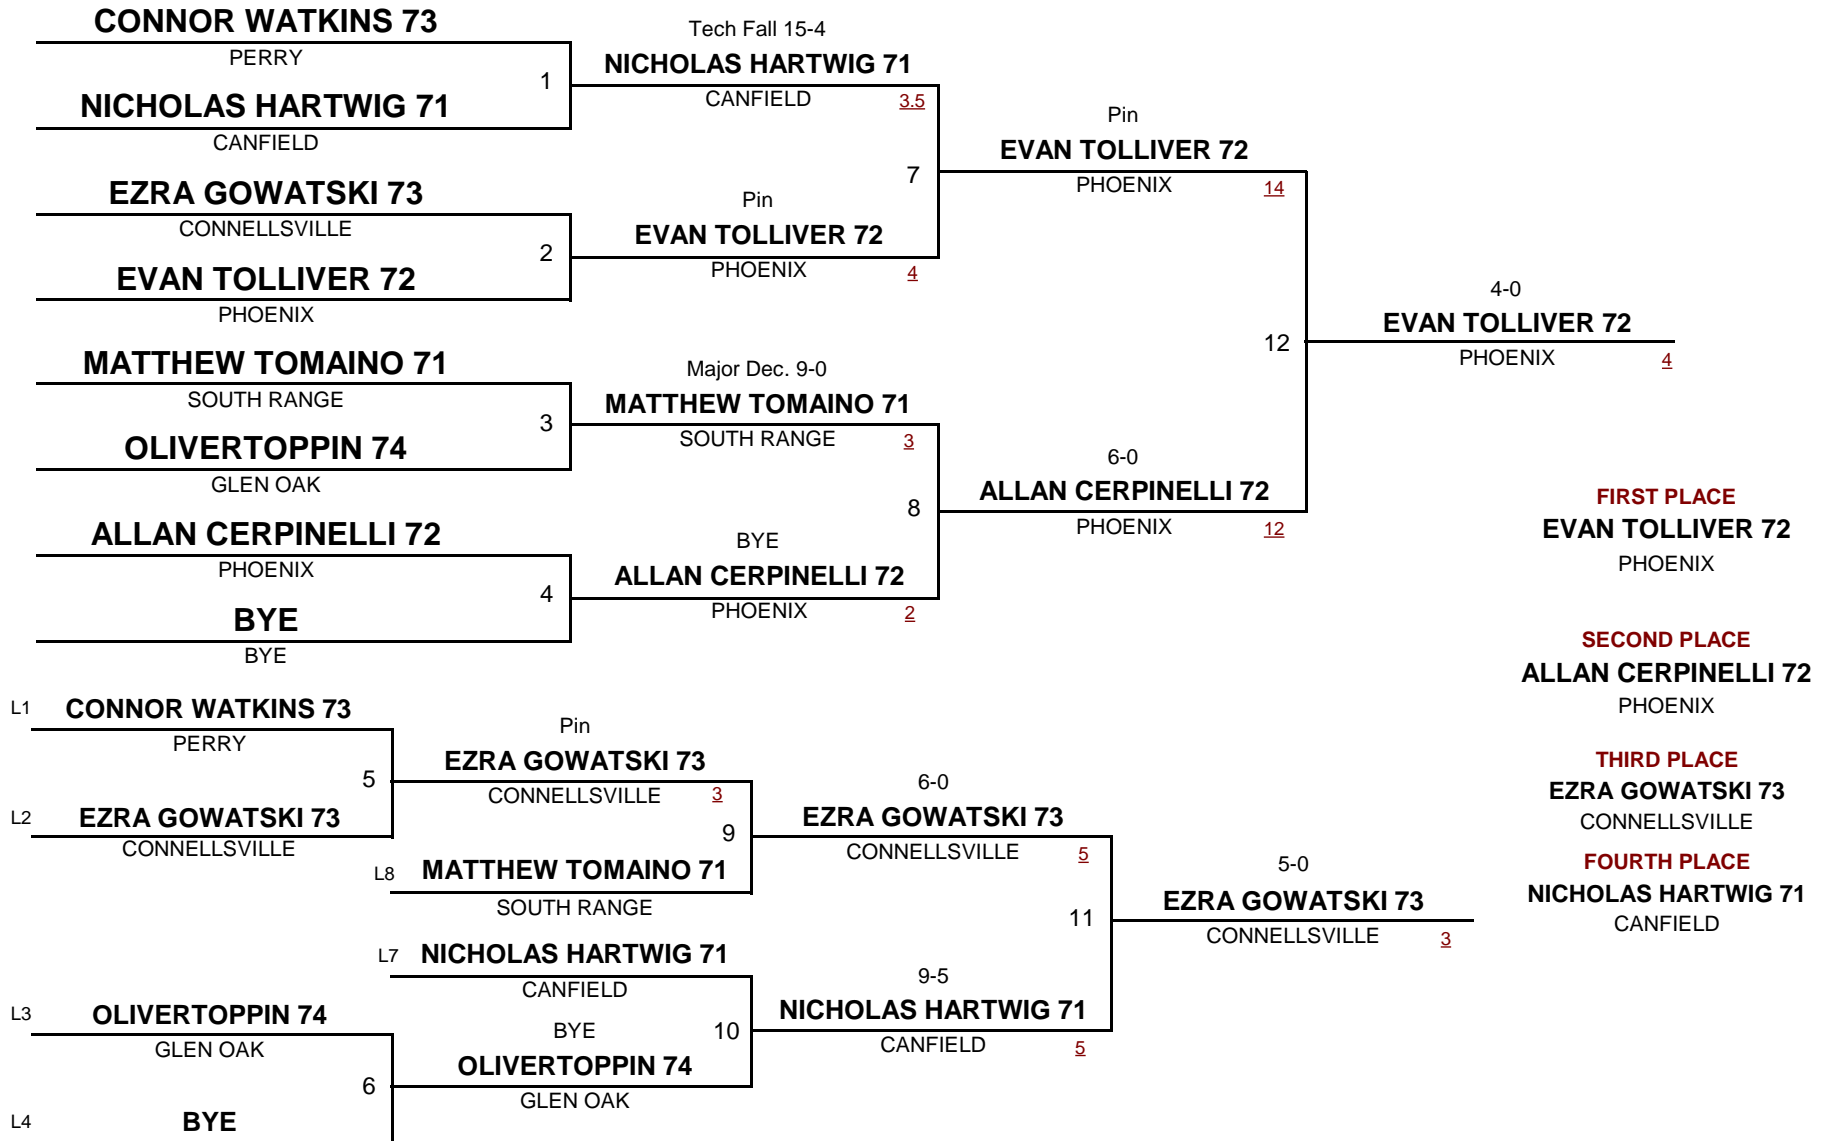 CONNOR WATKINS 73
PERRY
1
NICHOLAS HARTWIG 71
CANFIELD
EZRA GOWATSKI 73
CONNELLSVILLE
2
EVAN TOLLIVER 72
PHOENIX
MATTHEW TOMAINO 71
SOUTH RANGE
3
OLIVERTOPPIN 74
GLEN OAK
ALLAN CERPINELLI 72
PHOENIX
4
BYE
BYE
Tech Fall 15-4
NICHOLAS HARTWIG 71
CANFIELD 3.5
7
Pin
EVAN TOLLIVER 72
PHOENIX 4
Major Dec. 9-0
MATTHEW TOMAINO 71
SOUTH RANGE 3
8
BYE
ALLAN CERPINELLI 72
PHOENIX 2
Pin
EVAN TOLLIVER 72
PHOENIX 14
12
6-0
ALLAN CERPINELLI 72
PHOENIX 12
4-0
EVAN TOLLIVER 72
PHOENIX 4
FIRST PLACE
EVAN TOLLIVER 72
PHOENIX
SECOND PLACE
ALLAN CERPINELLI 72
PHOENIX
THIRD PLACE
EZRA GOWATSKI 73
CONNELLSVILLE
FOURTH PLACE
NICHOLAS HARTWIG 71
CANFIELD
L1 CONNOR WATKINS 73
PERRY
5
L2 EZRA GOWATSKI 73
CONNELLSVILLE
Pin
EZRA GOWATSKI 73
CONNELLSVILLE 3
9
L8 MATTHEW TOMAINO 71
SOUTH RANGE
L7 NICHOLAS HARTWIG 71
CANFIELD
10
BYE
OLIVERTOPPIN 74
GLEN OAK
L3 OLIVERTOPPIN 74
GLEN OAK
6
L4 BYE
6-0
EZRA GOWATSKI 73
CONNELLSVILLE 5
11
9-5
NICHOLAS HARTWIG 71
CANFIELD 5
5-0
EZRA GOWATSKI 73
CONNELLSVILLE 3